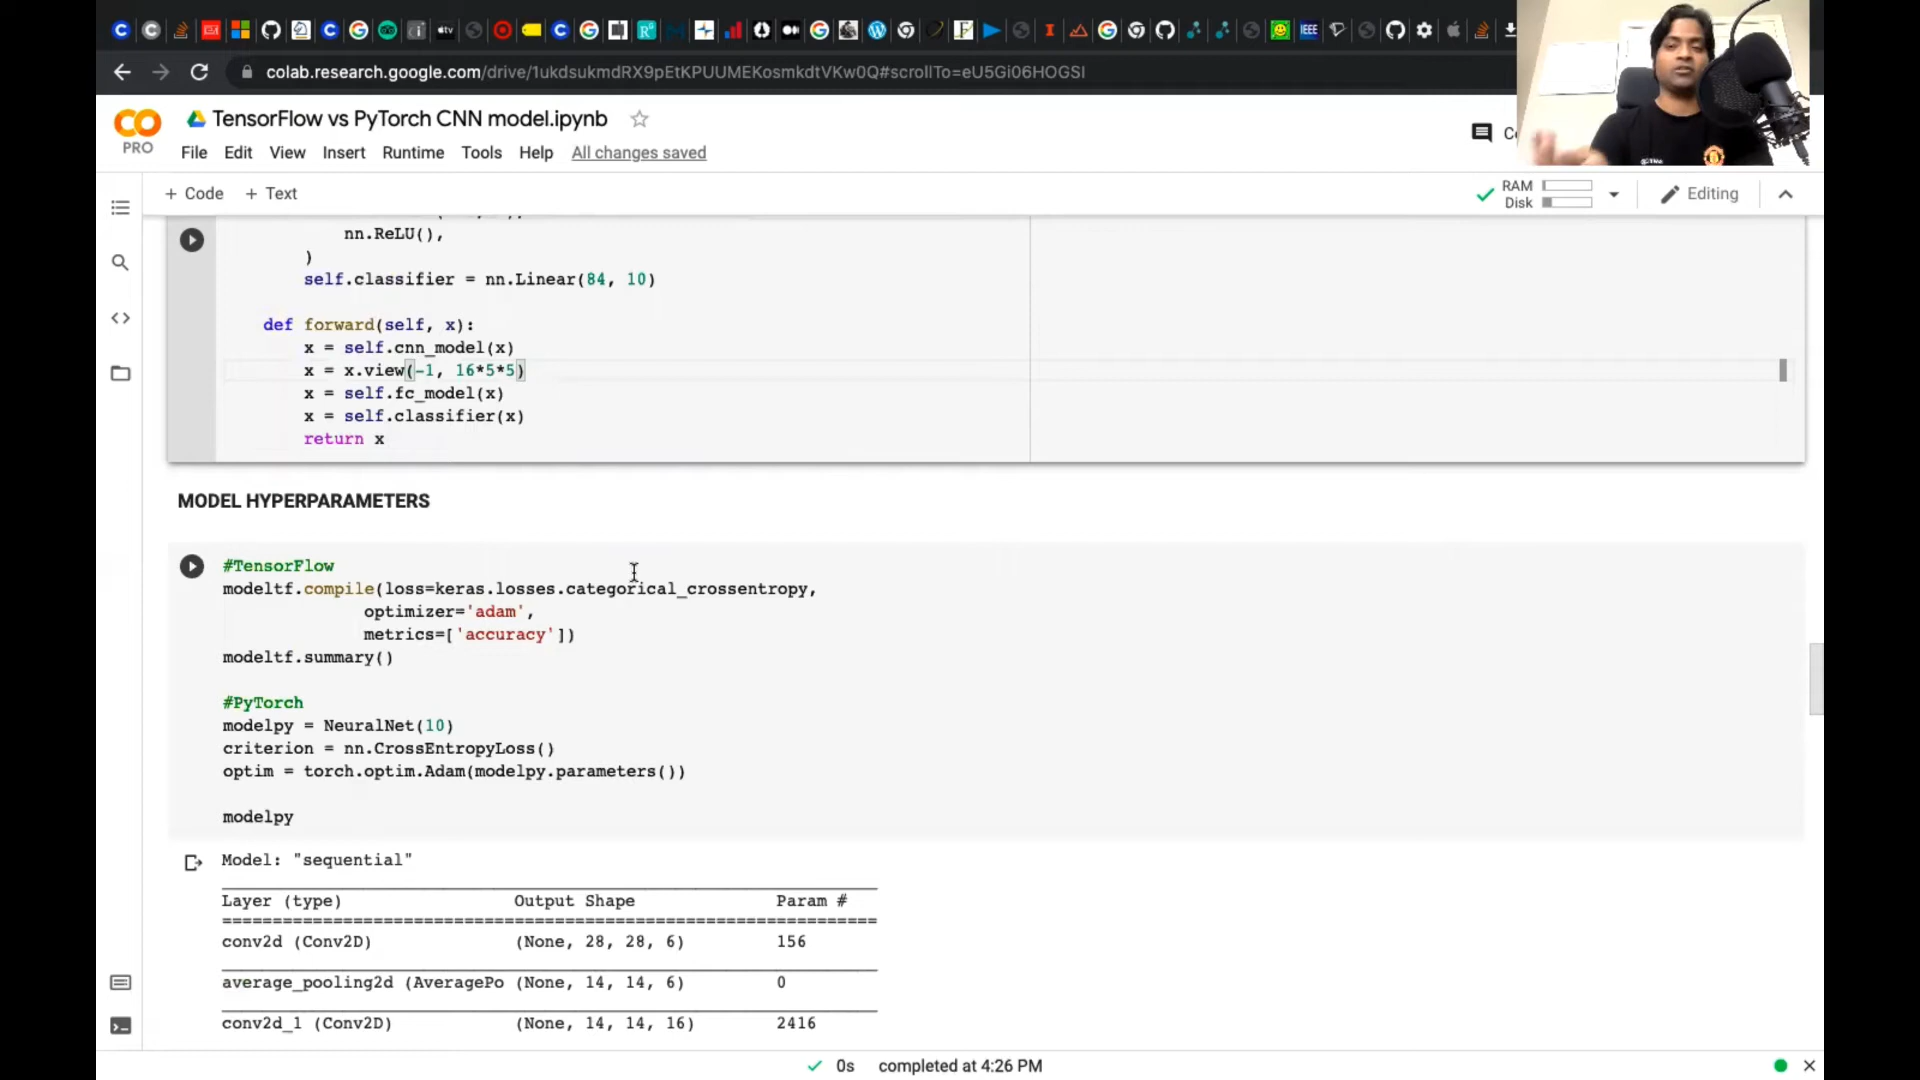 colab.research.google.com/drive/1ukdsukmdRX9pEtKPUUMEKosmkdtVKw0Q#scrollTo=eU5Gi06HOGSI
CO
PRO
TensorFlow vs PyTorch CNN model.ipynb
File Edit View Insert Runtime Tools Help All changes saved
+ Code + Text
RAM
Disk
Editing
nn.ReLU(),
)
self.classifier = nn.Linear(84, 10)
def forward(self, x):
x = self.cnn_model(x)
x = x.view(-1, 16*5*5)
x = self.fc_model(x)
x = self.classifier(x)
return x
MODEL HYPERPARAMETERS
#TensorFlow
modeltf.compile(loss=keras.losses.categorical_crossentropy,
optimizer='adam',
metrics=['accuracy'])
modeltf.summary()
#PyTorch
modelpy = NeuralNet(10)
criterion = nn.CrossEntropyLoss()
optim = torch.optim.Adam(modelpy.parameters())
modelpy
Model: "sequential"
Layer (type) Output Shape Param #
conv2d (Conv2D) (None, 28, 28, 6) 156
average_pooling2d (AveragePo (None, 14, 14, 6) 0
conv2d_1 (Conv2D) (None, 14, 14, 16) 2416
0s completed at 4:26 PM